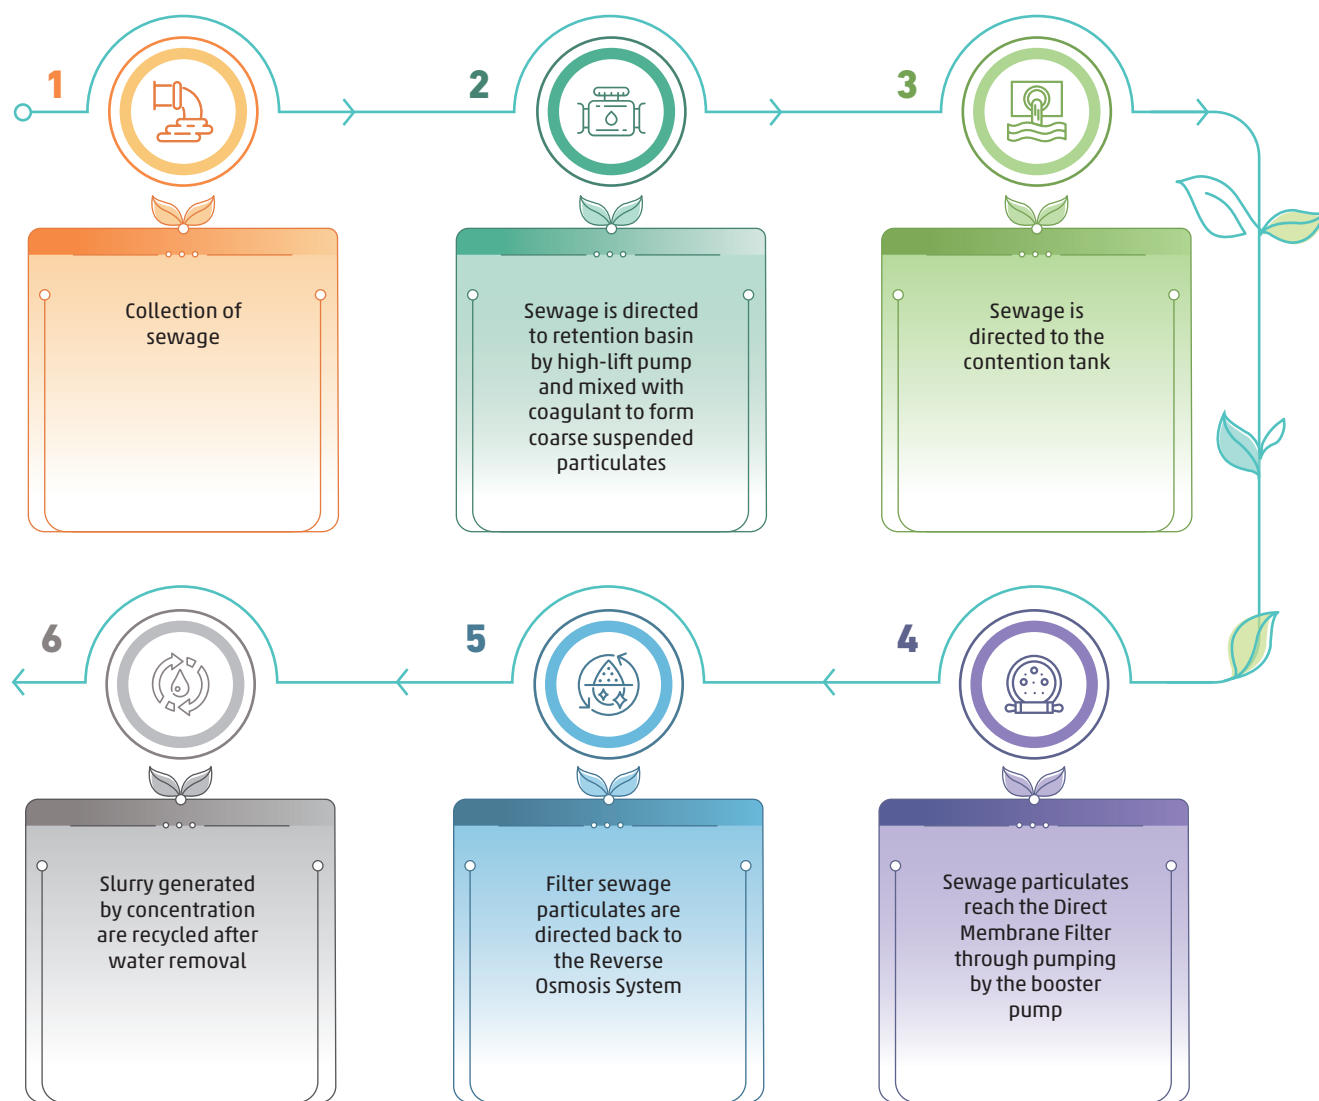 1
Collection of
sewage
2
Sewage is directed
to retention basin
by high-lift pump
and mixed with
coagulant to form
coarse suspended
particulates
3
Sewage is
directed to the
contention tank
4
Sewage particulates
reach the Direct
Membrane Filter
through pumping
by the booster
pump
5
Filter sewage
particulates are
directed back to
the Reverse
Osmosis System
6
Slurry generated
by concentration
are recycled after
water removal